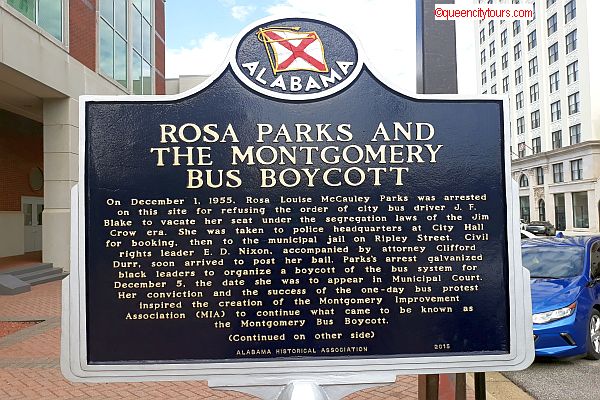 ©queencitytours.com
ALABAMA
ROSA PARKS AND
THE MONTGOMERY
BUS BOYCOTT
On December 1, 1955, Rosa Louise McCauley Parks was arrested
on this site for refusing the order of city bus driver J. F.
Blake to vacate her seat under the segregation laws of the Jim
Crow era. She was taken to police headquarters at City Hall
for booking, then to the municipal jail on Ripley Street. Civil
rights leader E. D. Nixon, accompanied by attorney Clifford
Durr, soon arrived to post her bail. Parks's arrest galvanized
black leaders to organize a boycott of the bus system for
December 5, the date she was to appear in Municipal Court.
Her conviction and the success of the one-day bus protest
inspired the creation of the Montgomery Improvement
Association (MIA) to continue what came to be known as
the Montgomery Bus Boycott.
(Continued on other side)
ALABAMA HISTORICAL ASSOCIATION 2015